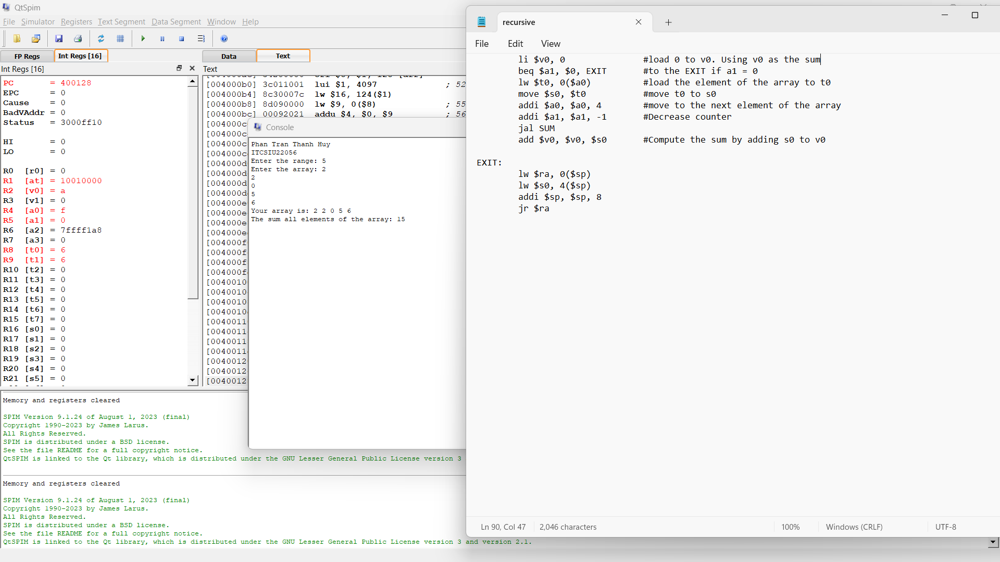 QtSpim
File Simulator Registers Text Segment Data Segment Window Help
FP Regs Int Regs [16]
Int Regs [16]
PC = 400128
EPC = 0
Cause = 0
BadVAddr = 0
Status = 3000ff10
HI = 0
LO = 0
R0 [r0] = 0
R1 [at] = 10010000
R2 [v0] = a
R3 [v1] = 0
R4 [a0] = f
R5 [a1] = 0
R6 [a2] = 7ffff1a8
R7 [a3] = 0
R8 [t0] = 6
R9 [t1] = 6
R10 [t2] = 0
R11 [t3] = 0
R12 [t4] = 0
R13 [t5] = 0
R14 [t6] = 0
R15 [t7] = 0
R16 [s0] = 0
R17 [s1] = 0
R18 [s2] = 0
R19 [s3] = 0
R20 [s4] = 0
R21 [s5] = 0
Data Text
Text
[004000b0] 3c011001 lui $1, 4097 ; 52
[004000b4] 8c30007c lw $16, 124($1)
[004000b8] 8d090000 lw $9, 0($8) ; 55
[004000bc] 00092021 addu $4, $0, $9 ; 56
[004000c
[004000c
[004000c
[004000c
[004000d
[004000d
[004000d
[004000d
[004000e
[004000e
[004000e
[004000e
[004000f
[004000f
[004000f
[004000f
[0040010
[0040010
[0040010
[0040010
[0040011
[0040011
[0040011
[0040011
[0040012
[0040012
[0040012
Console
Phan Tran Thanh Huy
ITCSIU22056
Enter the range: 5
Enter the array: 2
2
0
5
6
Your array is: 2 2 0 5 6
The sum all elements of the array: 15
Memory and registers cleared
SPIM Version 9.1.24 of August 1, 2023 (final)
Copyright 1990-2023 by James Larus.
All Rights Reserved.
SPIM is distributed under a BSD license.
See the file README for a full copyright notice.
QtSPIM is linked to the Qt library, which is distributed under the GNU Lesser General Public License version 3
Memory and registers cleared
SPIM Version 9.1.24 of August 1, 2023 (final)
Copyright 1990-2023 by James Larus.
All Rights Reserved.
SPIM is distributed under a BSD license.
See the file README for a full copyright notice.
QtSPIM is linked to the Qt library, which is distributed under the GNU Lesser General Public License version 3 and version 2.1.
recursive
File Edit View
li $v0, 0 #load 0 to v0. Using v0 as the sum
beq $a1, $0, EXIT #to the EXIT if a1 = 0
lw $t0, 0($a0) #load the element of the array to t0
move $s0, $t0 #move t0 to s0
addi $a0, $a0, 4 #move to the next element of the array
addi $a1, $a1, -1 #Decrease counter
jal SUM
add $v0, $v0, $s0 #Compute the sum by adding s0 to v0
EXIT:
lw $ra, 0($sp)
lw $s0, 4($sp)
addi $sp, $sp, 8
jr $ra
Ln 90, Col 47 2,046 characters 100% Windows (CRLF) UTF-8